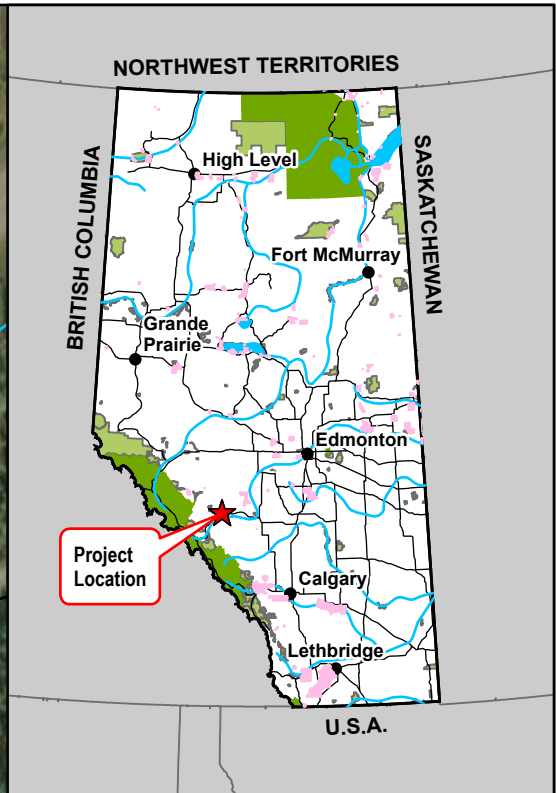 NORTHWEST TERRITORIES
BRITISH COLUMBIA
SASKATCHEWAN
High Level
Fort McMurray
Grande
Prairie
Edmonton
Project
Location
Calgary
Lethbridge
U.S.A.